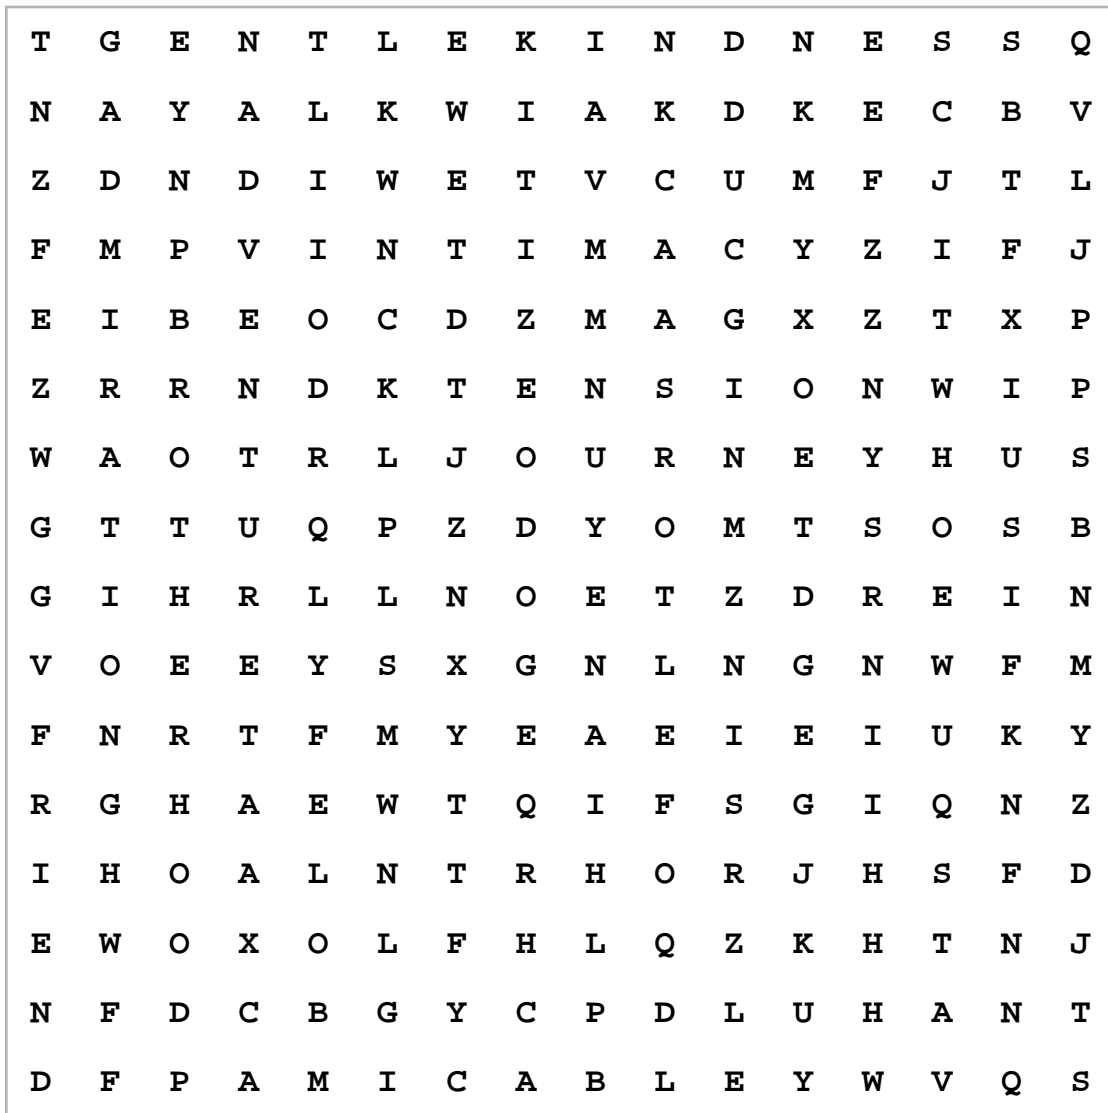 T G E N T L E K I N D N E S S Q
N A Y A L K W I A K D K E C B V
Z D N D I W E T V C U M F J T L
F M P V I N T I M A C Y Z I F J
E I B E O C D Z M A G X Z T X P
Z R R N D K T E N S I O N W I P
W A O T R L J O U R N E Y H U S
G T T U Q P Z D Y O M T S O S B
G I H R L L N O E T Z D R E I N
V O E E Y S X G N L N G N W F M
F N R T F M Y E A E I E I U K Y
R G H A E W T Q I F S G I Q N Z
I H O A L N T R H O R J H S F D
E W O X O L F H L Q Z K H T N J
N F D C B G Y C P D L U H A N T
D F P A M I C A B L E Y W V Q S